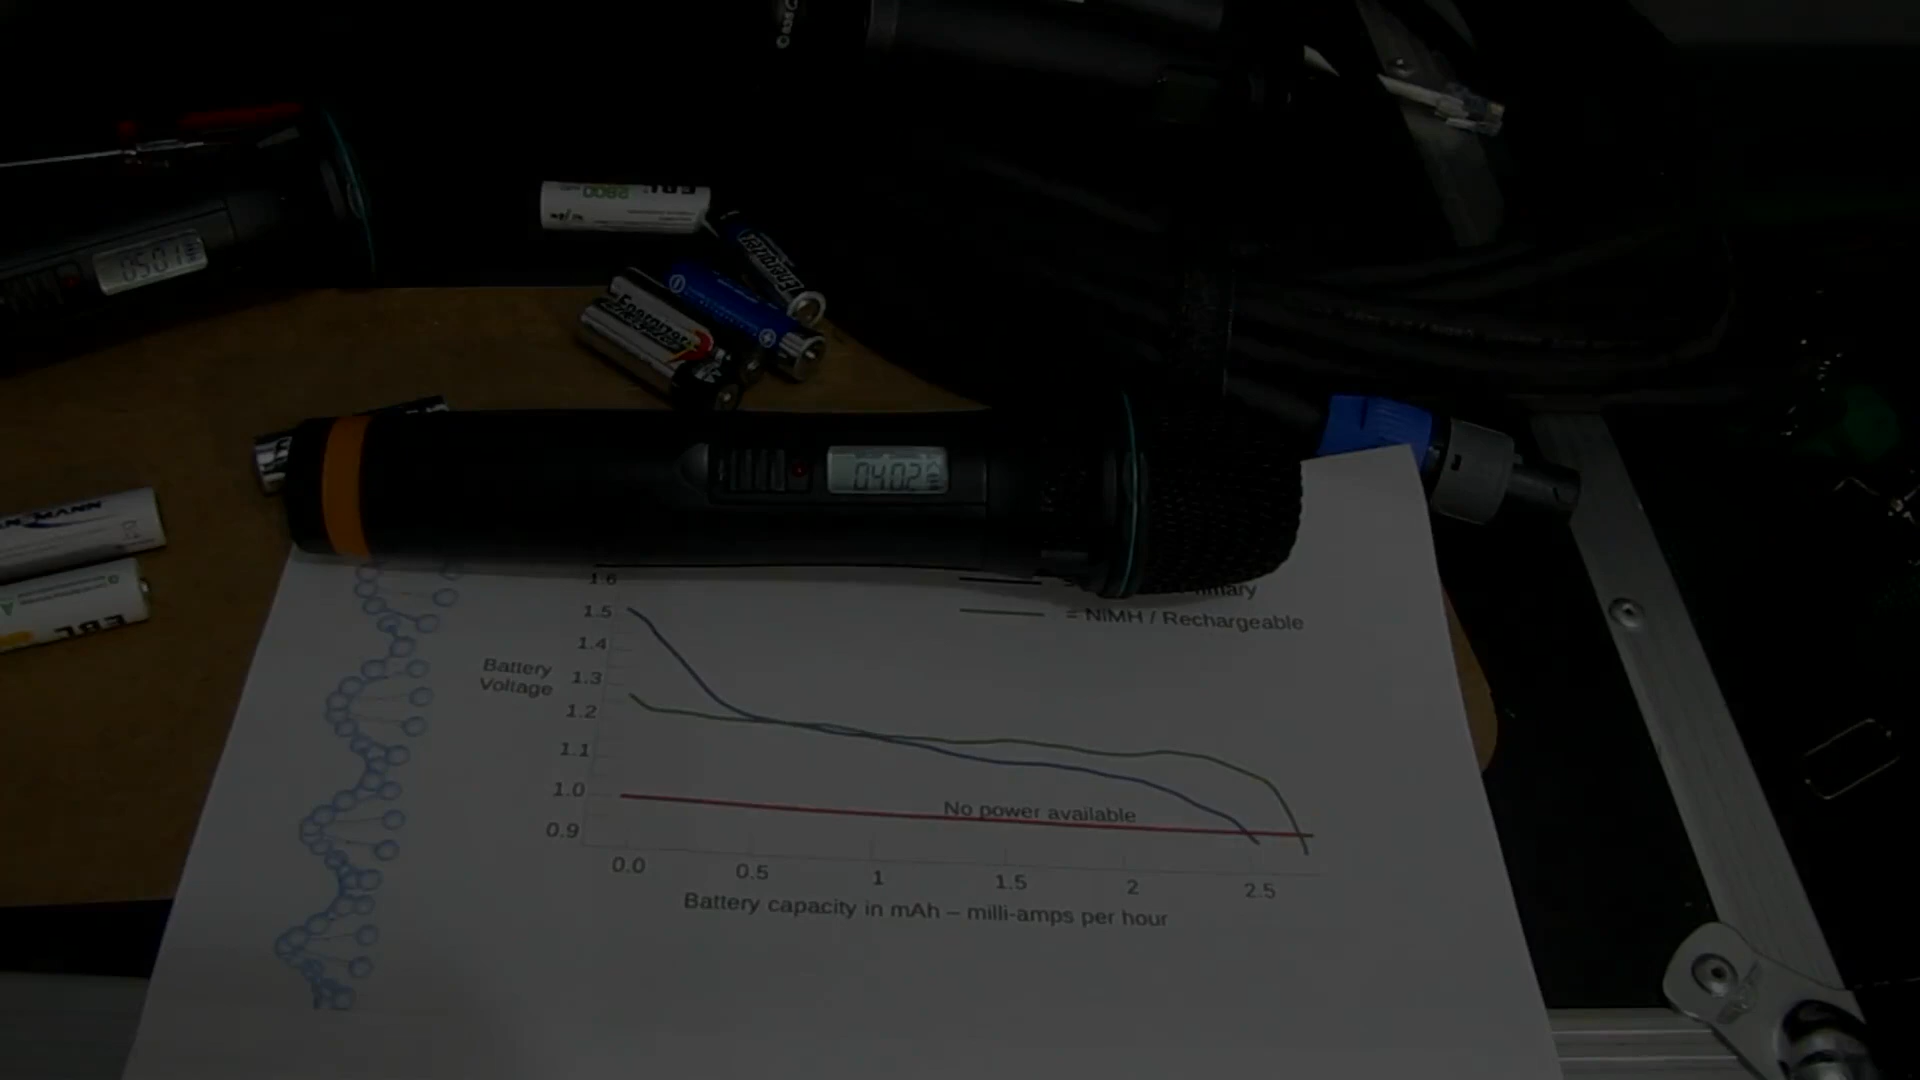 2800
EBL
Energizer
0501
Energizer
0402
EBL
1.6
= NiMH / Rechargeable
1.5
1.4
1.3
1.2
1.1
1.0
0.9
Battery
Voltage
No power available
0.0 0.5 1 1.5 2 2.5
Battery capacity in mAh – milli-amps per hour